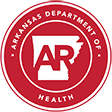 • ARKANSAS DEPARTMENT OF •
AR
HEALTH